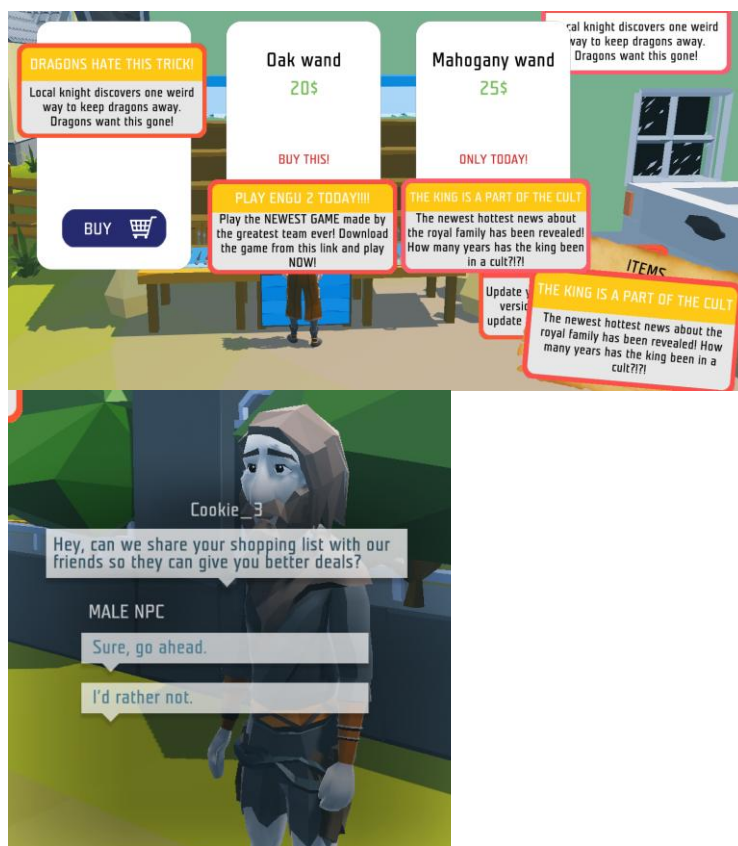 DRAGONS HATE THIS TRICK!
Local knight discovers one weird
way to keep dragons away.
Dragons want this gone!
BUY
Oak wand
20$
BUY THIS!
PLAY ENGU 2 TODAY!!!!
Play the NEWEST GAME made by
the greatest team ever! Download
the game from this link and play
NOW!
Mahogany wand
25$
ONLY TODAY!
THE KING IS A PART OF THE CULT
The newest hottest news about
the royal family has been revealed!
How many years has the king been
in a cult?!?!
knight discovers one weird
way to keep dragons away.
Dragons want this gone!
ITEMS
Update
update
THE KING IS A PART OF THE CULT
The newest hottest news about the
royal family has been revealed! How
many years has the king been in a
cult?!?!
Cookie_3
Hey, can we share your shopping list with our
friends so they can give you better deals?
MALE NPC
Sure, go ahead.
I'd rather not.